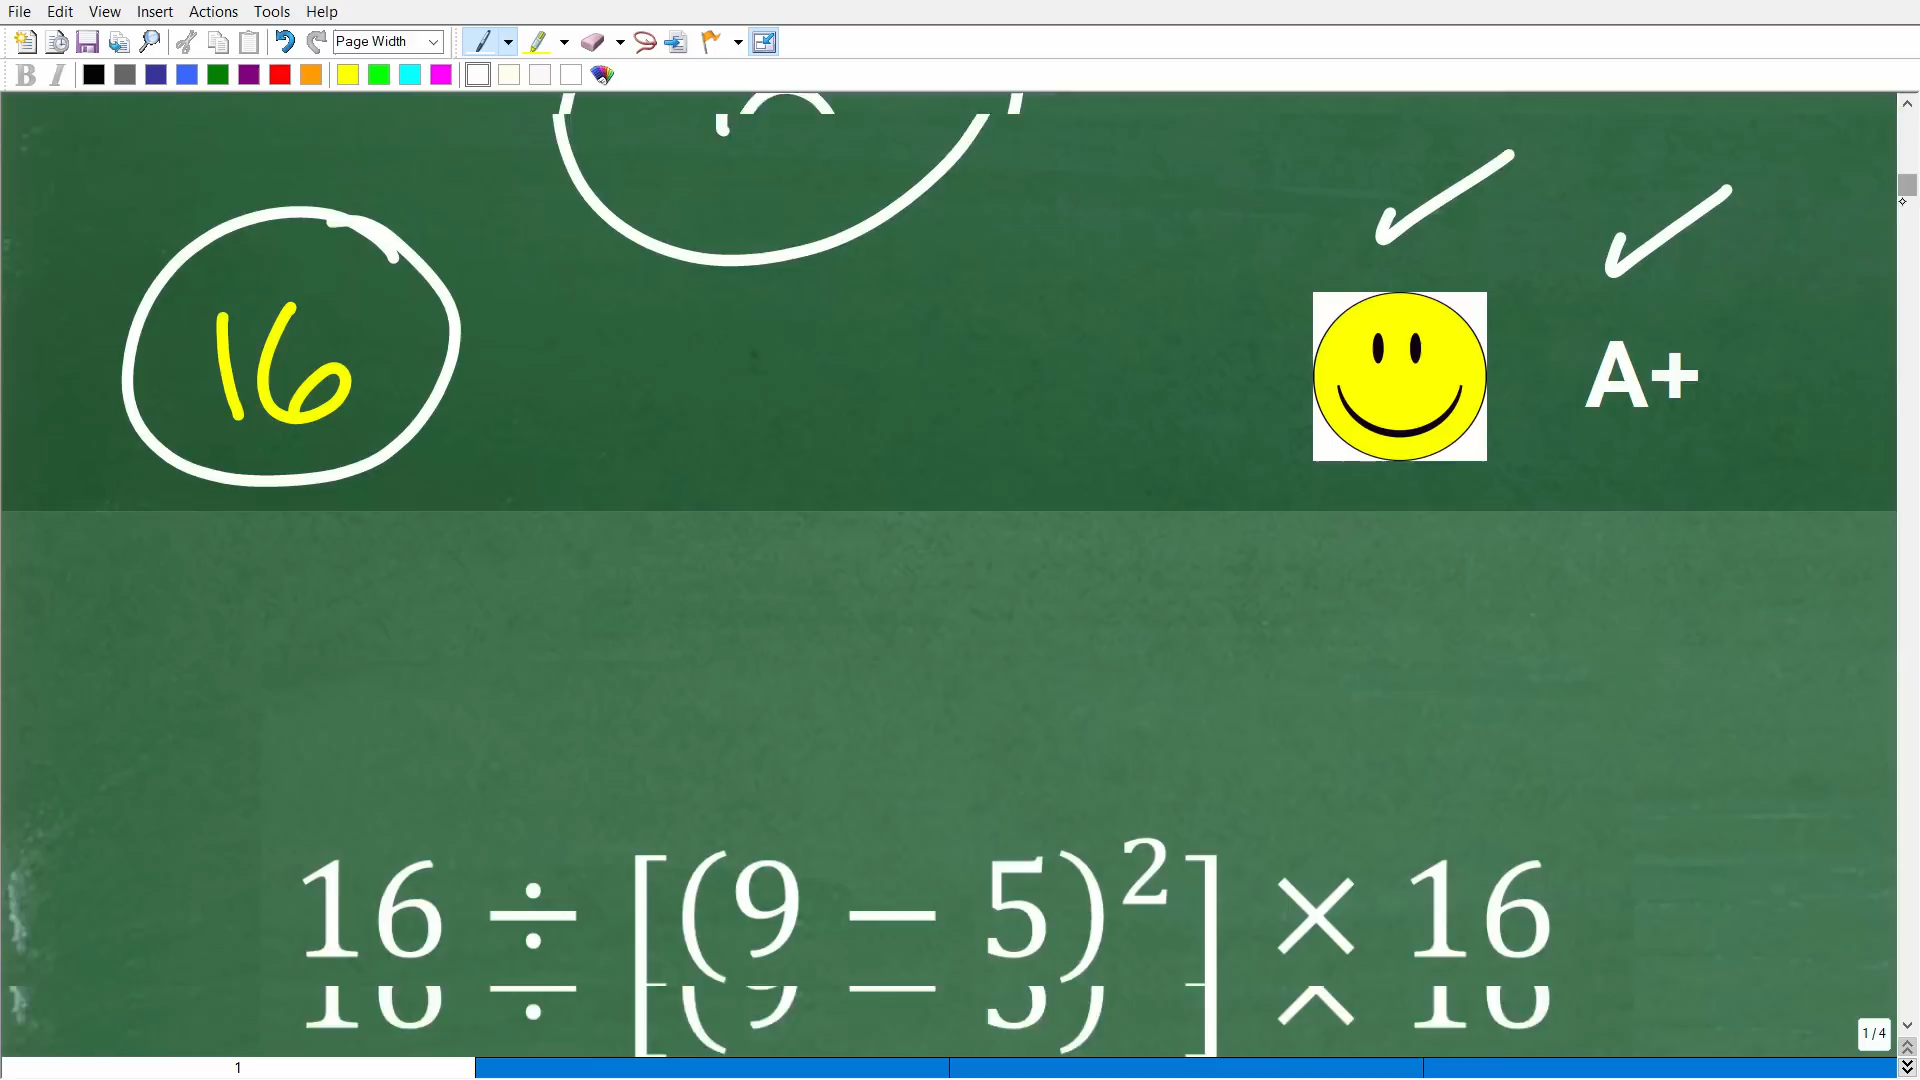 File Edit View Insert Actions Tools Help
Page Width
B I
16
A+
16 ÷ [(9 − 5)² ] × 16
1 / 4
1